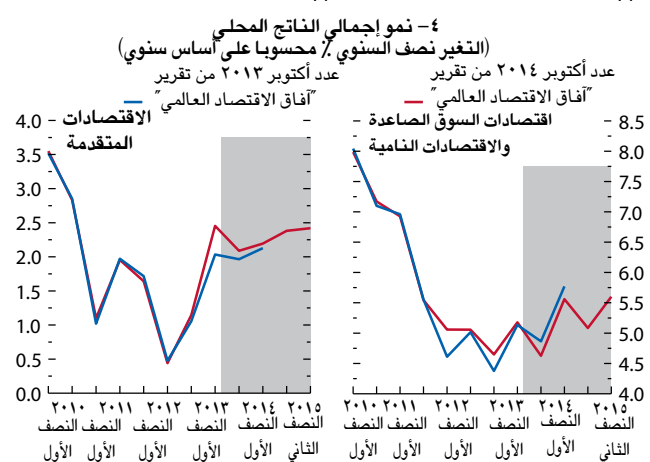 ٤– نمو إجمالي الناتج المحلي
(التغير نصف السنوي ٪ محسوبا على أساس سنوي)
عدد أكتوبر ٢٠١٣ من تقرير
"آفاق الاقتصاد العالمي"
عدد أكتوبر ٢٠١٤ من تقرير
"آفاق الاقتصاد العالمي"
الاقتصادات
المتقدمة
4.0
3.5
3.0
2.5
2.0
1.5
1.0
0.5
0.0
٢٠١٠ ٢٠١١ ٢٠١٢ ٢٠١٣ ٢٠١٤ ٢٠١٥
النصف النصف النصف النصف النصف النصف
الأول الأول الأول الأول الأول الثاني
اقتصادات السوق الصاعدة
والاقتصادات النامية
8.5
8.0
7.5
7.0
6.5
6.0
5.5
5.0
4.5
4.0
٢٠١٠ ٢٠١١ ٢٠١٢ ٢٠١٣ ٢٠١٤ ٢٠١٥
النصف النصف النصف النصف النصف النصف
الأول الأول الأول الأول الأول الثاني